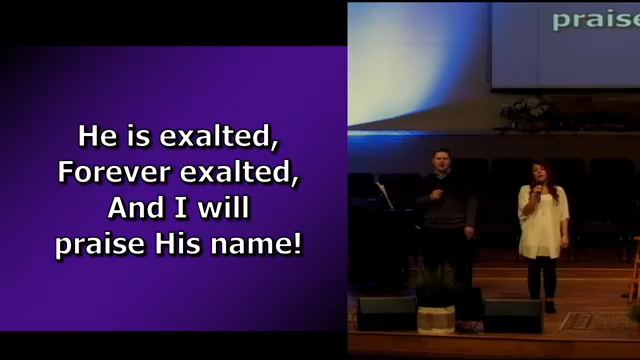 He is exalted,
Forever exalted,
And I will
praise His name!
praise